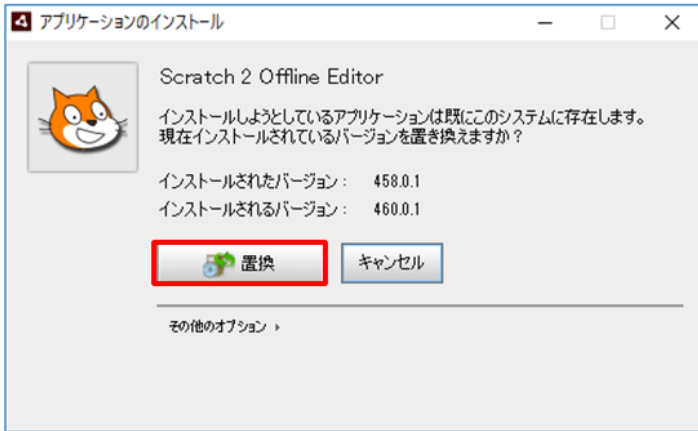 アプリケーションのインストール
Scratch 2 Offline Editor
インストールしようとしているアプリケーションは既にこのシステムに存在します。
現在インストールされているバージョンを置き換えますか？
インストールされたバージョン： 458.0.1
インストールされるバージョン： 460.0.1
置換 キャンセル
その他のオプション